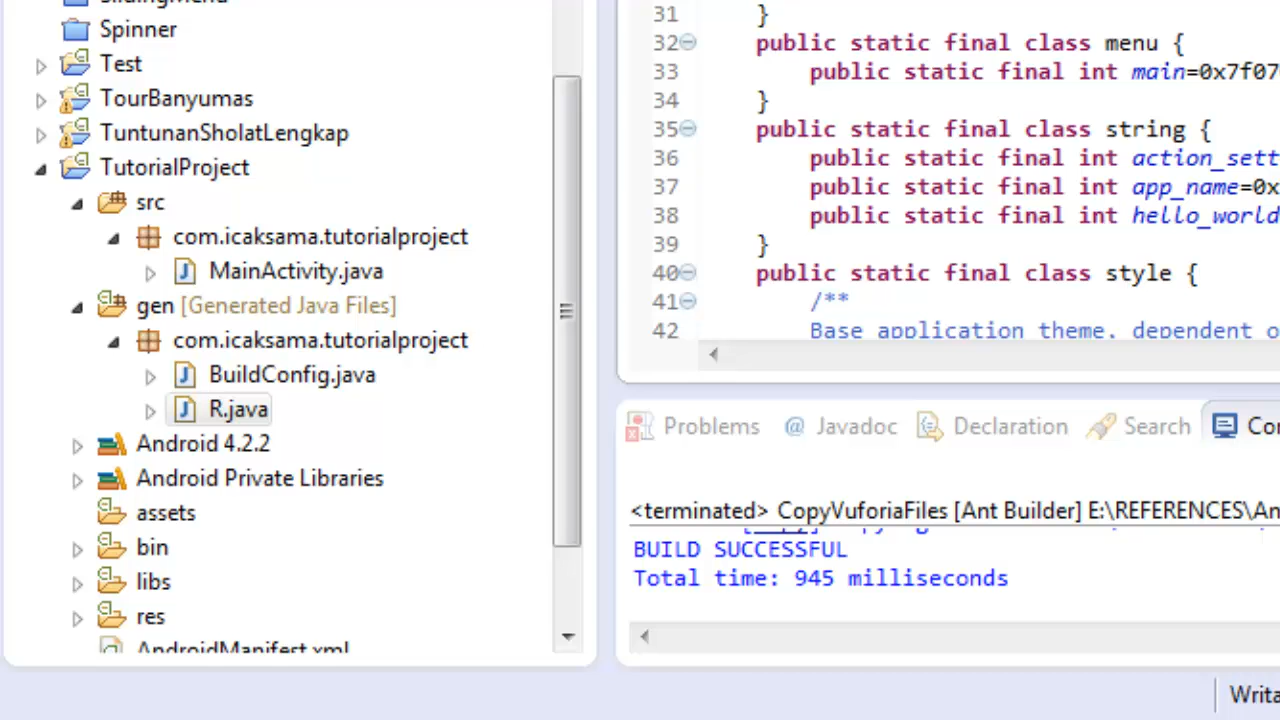 SlidingMenu
Spinner
Test
TourBanyumas
TuntunanSholatLengkap
TutorialProject
src
com.icaksama.tutorialproject
MainActivity.java
gen [Generated Java Files]
com.icaksama.tutorialproject
BuildConfig.java
R.java
Android 4.2.2
Android Private Libraries
assets
bin
libs
res
AndroidManifest.xml
31 }
32 public static final class menu {
33 public static final int main=0x7f07
34 }
35 public static final class string {
36 public static final int action_sett
37 public static final int app_name=0x
38 public static final int hello_world
39 }
40 public static final class style {
41 /**
42 Base application theme, dependent o
Problems @ Javadoc Declaration Search Con
<terminated> CopyVuforiaFiles [Ant Builder] E:\REFERENCES\An
BUILD SUCCESSFUL
Total time: 945 milliseconds
Writa